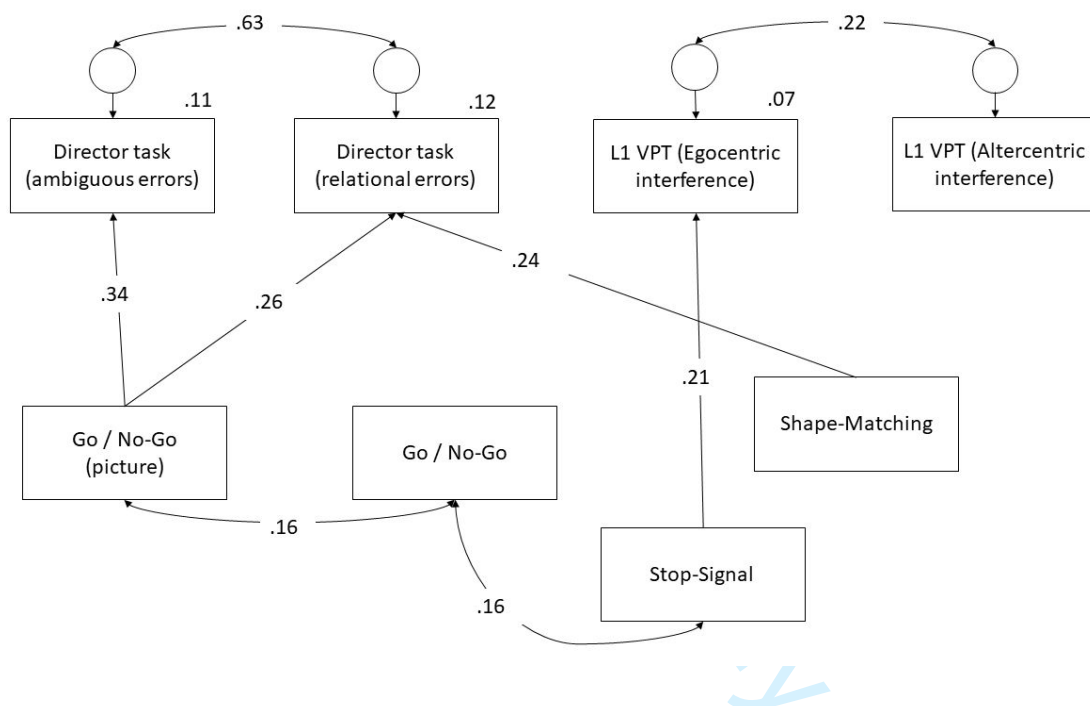 .63
.22
.11
.12
.07
Director task
(ambiguous errors)
Director task
(relational errors)
L1 VPT (Egocentric
interference)
L1 VPT (Altercentric
interference)
.24
.34
.26
.21
Shape-Matching
Go / No-Go
(picture)
Go / No-Go
.16
Stop-Signal
.16